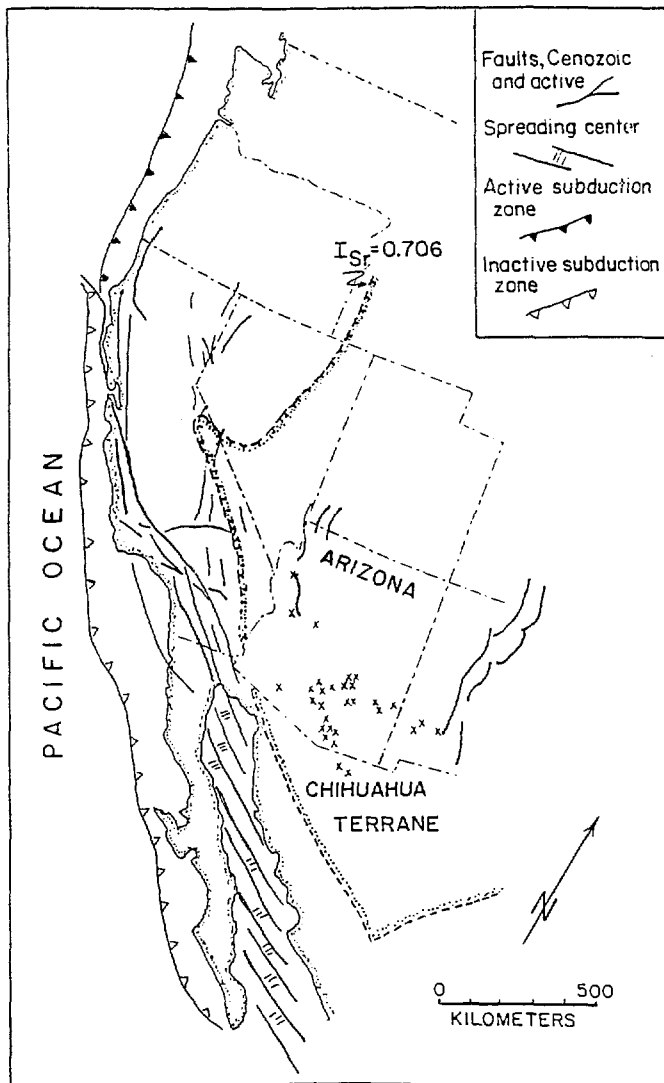 Faults, Cenozoic
and active
Spreading center
Active subduction
zone
Inactive subduction
zone
I Sr = 0.706
PACIFIC OCEAN
ARIZONA
CHIHUAHUA
TERRANE
N
0 500
KILOMETERS